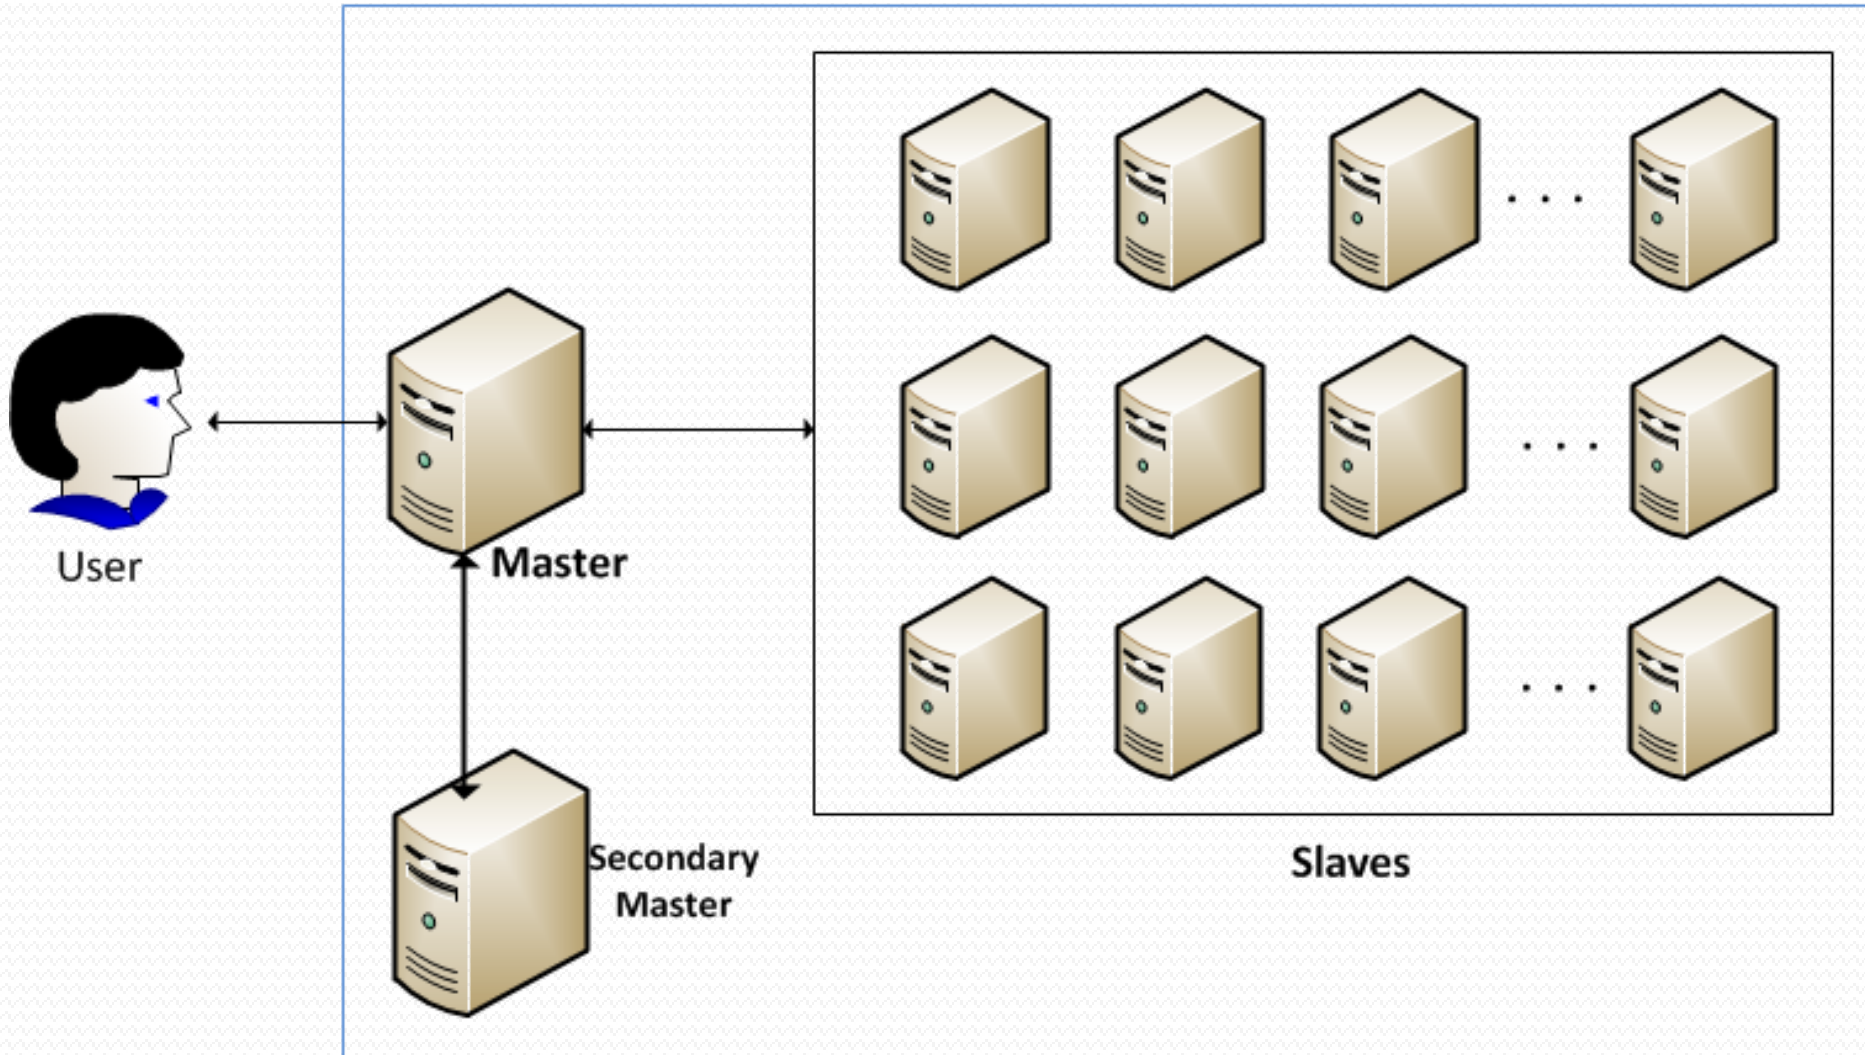 User
Master
Secondary
Master
Slaves
. . .
. . .
. . .